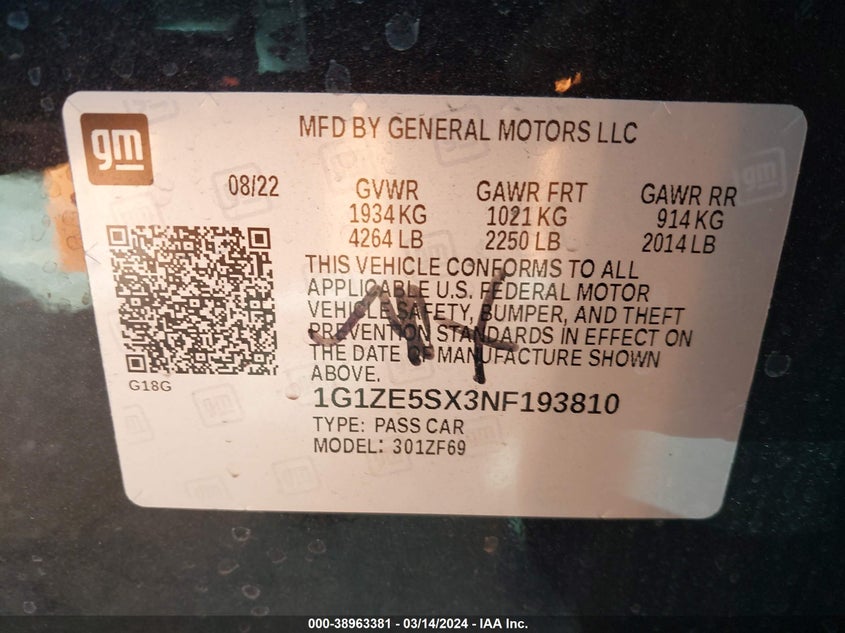 gm
MFD BY GENERAL MOTORS LLC
08/22 GVWR GAWR FRT GAWR RR
1934 KG 1021 KG 914 KG
4264 LB 2250 LB 2014 LB
THIS VEHICLE CONFORMS TO ALL
APPLICABLE U.S. FEDERAL MOTOR
VEHICLE SAFETY, BUMPER, AND THEFT
PREVENTION STANDARDS IN EFFECT ON
THE DATE OF MANUFACTURE SHOWN
ABOVE.
G18G
1G1ZE5SX3NF193810
TYPE: PASS CAR
MODEL: 301ZF69
000-38963381 - 03/14/2024 - IAA Inc.